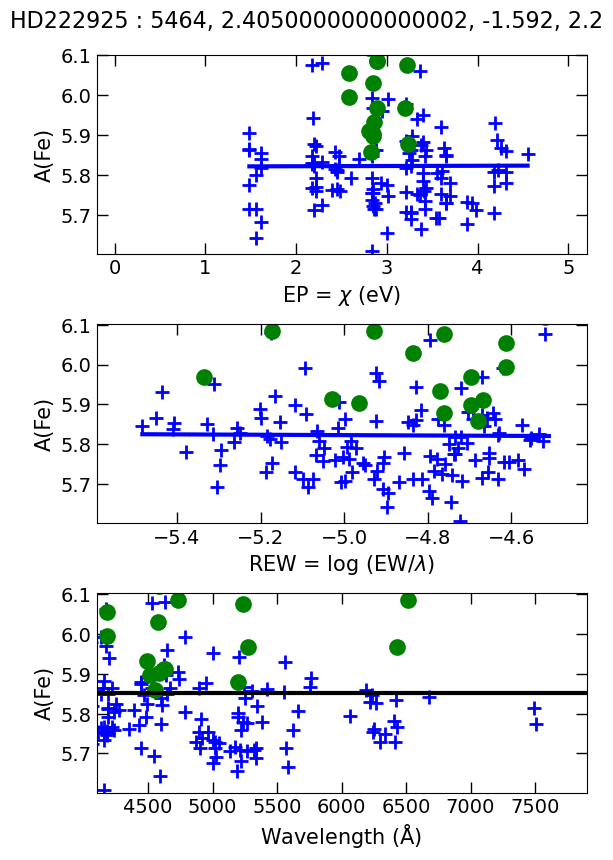 HD222925 : 5464, 2.4050000000000002, -1.592, 2.2
6.1
6.0
5.9
5.8
5.7
A(Fe)
0 1 2 3 4 5
EP = χ (eV)
6.1
6.0
5.9
5.8
5.7
A(Fe)
−5.4 −5.2 −5.0 −4.8 −4.6
REW = log (EW/λ)
6.1
6.0
5.9
5.8
5.7
A(Fe)
4500 5000 5500 6000 6500 7000 7500
Wavelength (Å)